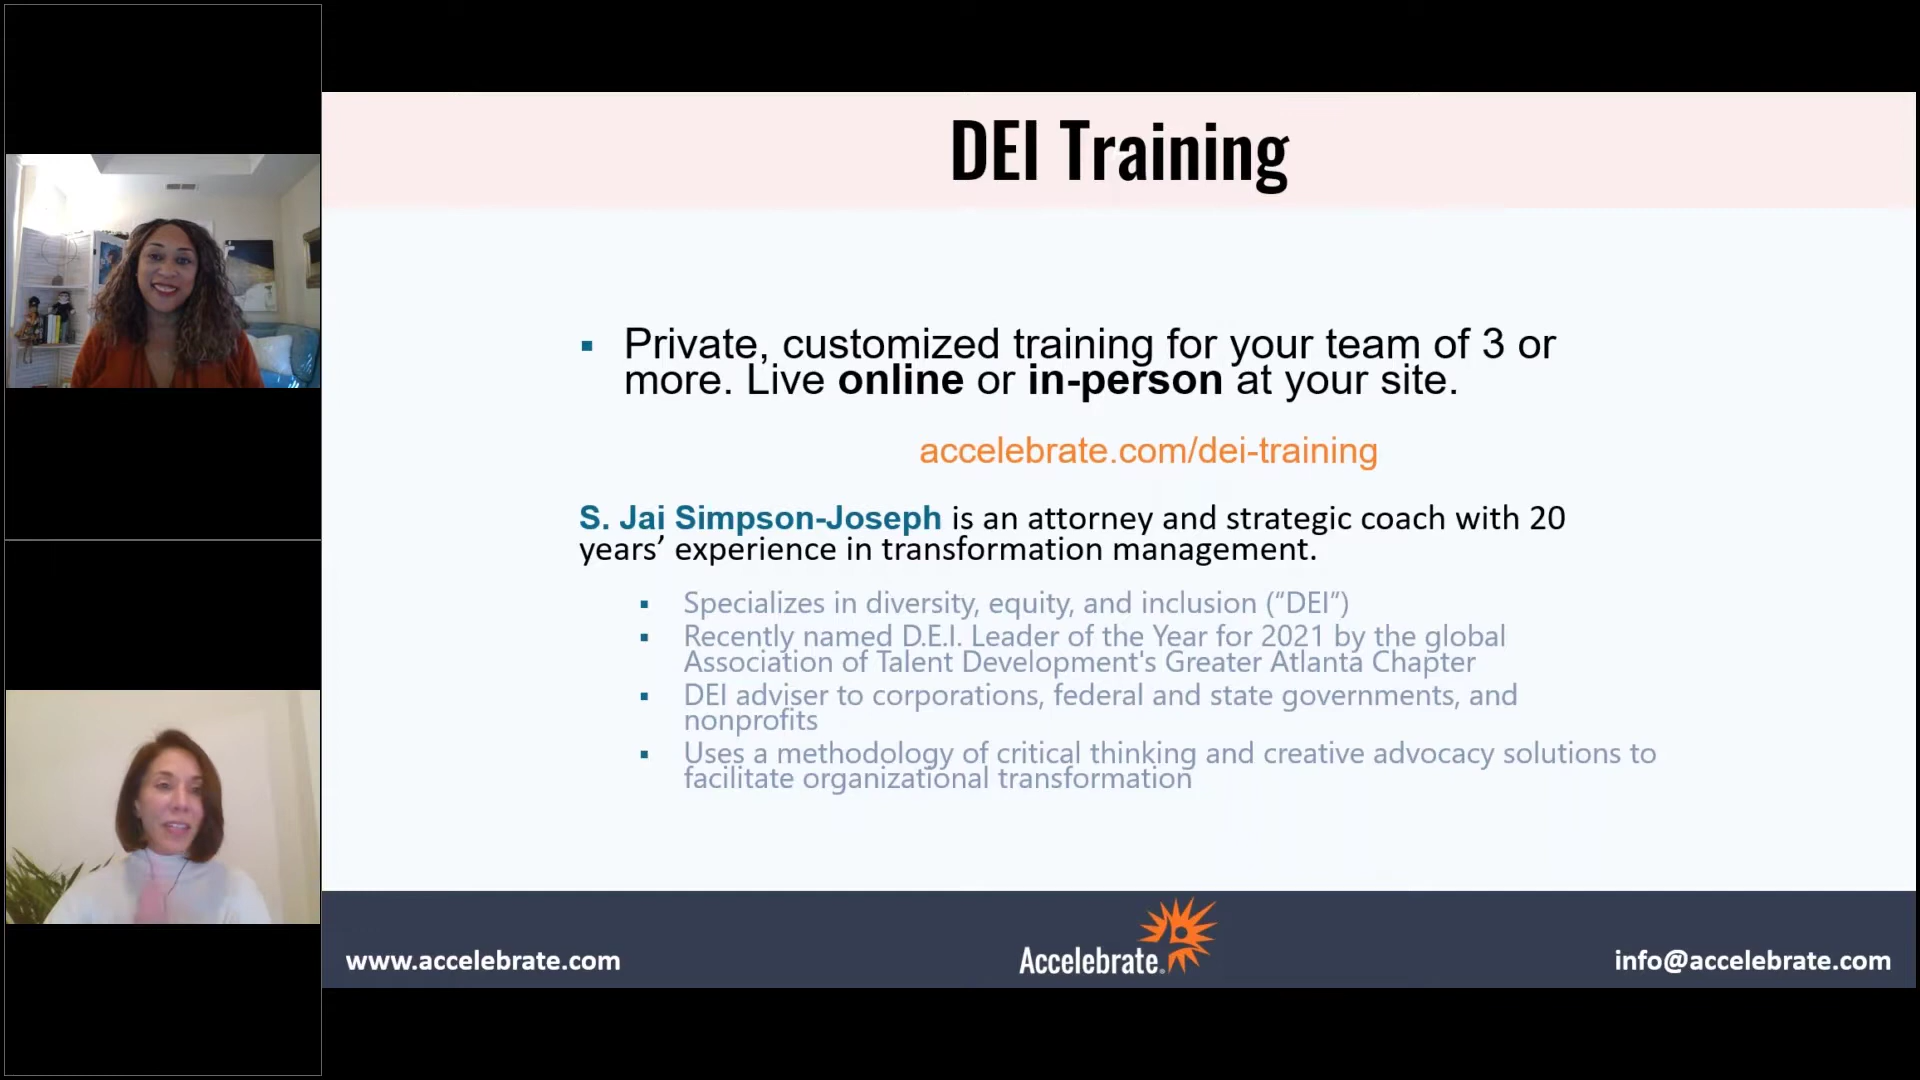 DEI Training
▪ Private, customized training for your team of 3 or
more. Live online or in-person at your site.
accelebrate.com/dei-training
S. Jai Simpson-Joseph is an attorney and strategic coach with 20
years’ experience in transformation management.
▪ Specializes in diversity, equity, and inclusion (“DEI“)
▪ Recently named D.E.I. Leader of the Year for 2021 by the global
Association of Talent Development's Greater Atlanta Chapter
▪ DEI adviser to corporations, federal and state governments, and
nonprofits
▪ Uses a methodology of critical thinking and creative advocacy solutions to
facilitate organizational transformation
www.accelebrate.com
Accelebrate®
info@accelebrate.com